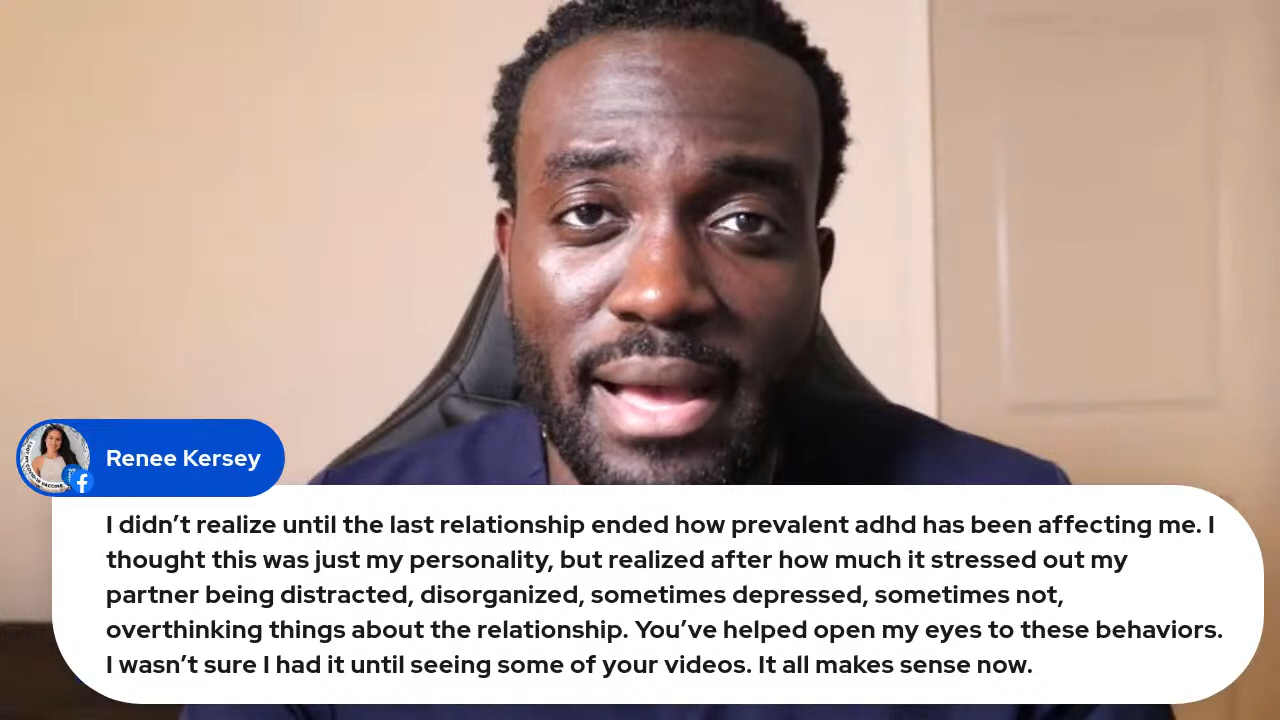 Renee Kersey
I didn’t realize until the last relationship ended how prevalent adhd has been affecting me. I
thought this was just my personality, but realized after how much it stressed out my
partner being distracted, disorganized, sometimes depressed, sometimes not,
overthinking things about the relationship. You’ve helped open my eyes to these behaviors.
I wasn’t sure I had it until seeing some of your videos. It all makes sense now.